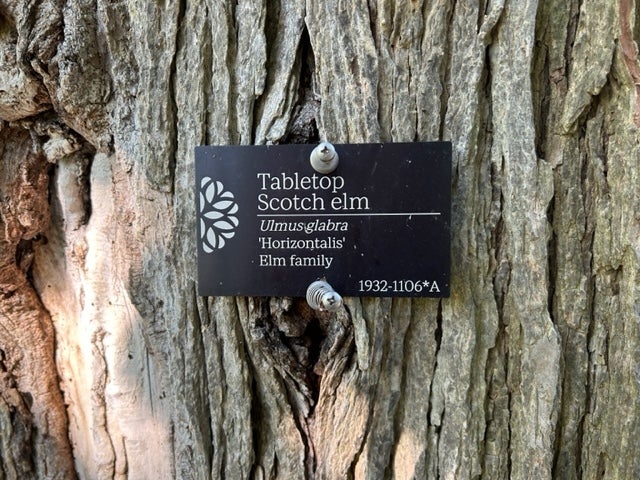 Tabletop
Scotch elm
Ulmus glabra
'Horizontalis'
Elm family
1932-1106*A